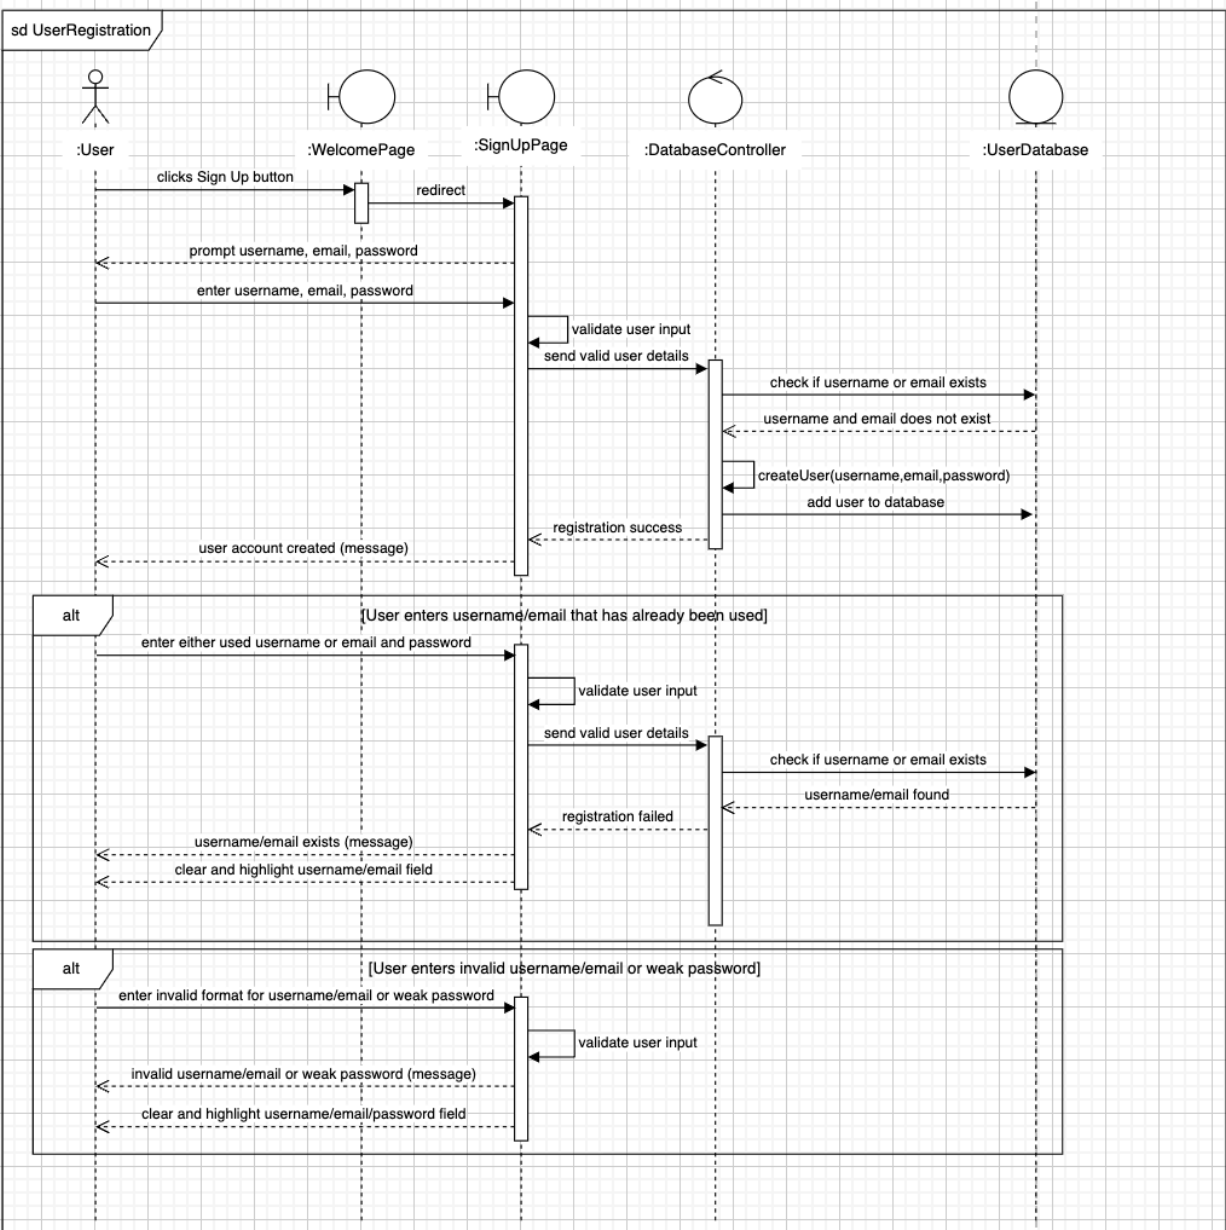 sd UserRegistration
:User
:WelcomePage
:SignUpPage
:DatabaseController
:UserDatabase
clicks Sign Up button
redirect
prompt username, email, password
enter username, email, password
validate user input
send valid user details
check if username or email exists
username and email does not exist
createUser(username,email,password)
add user to database
registration success
user account created (message)
alt
[User enters username/email that has already been used]
enter either used username or email and password
validate user input
send valid user details
check if username or email exists
username/email found
registration failed
username/email exists (message)
clear and highlight username/email field
alt
[User enters invalid username/email or weak password]
enter invalid format for username/email or weak password
validate user input
invalid username/email or weak password (message)
clear and highlight username/email/password field